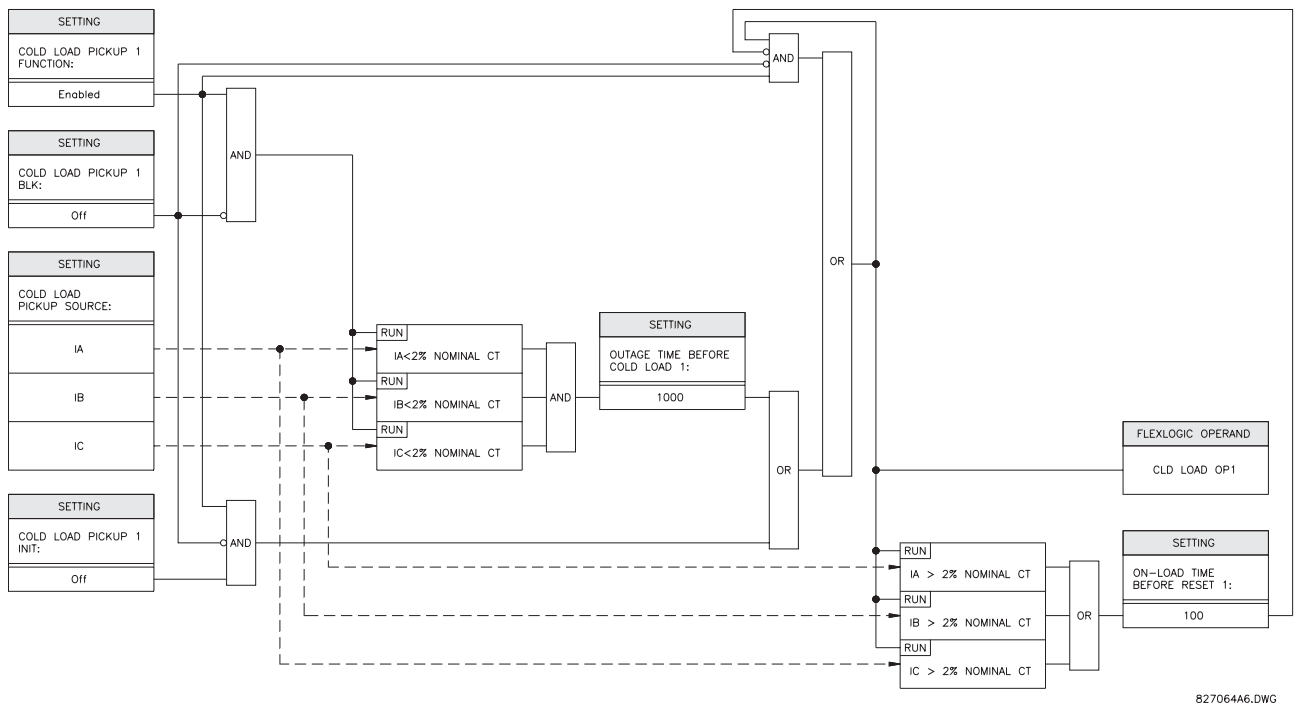 SETTING
COLD LOAD PICKUP 1
FUNCTION:
Enabled
SETTING
COLD LOAD PICKUP 1
BLK:
Off
SETTING
COLD LOAD
PICKUP SOURCE:
IA
IB
IC
SETTING
COLD LOAD PICKUP 1
INIT:
Off
AND
AND
RUN
IA<2% NOMINAL CT
RUN
IB<2% NOMINAL CT
RUN
IC<2% NOMINAL CT
AND
SETTING
OUTAGE TIME BEFORE
COLD LOAD 1:
1000
OR
AND
OR
FLEXLOGIC OPERAND
CLD LOAD OP1
RUN
IA > 2% NOMINAL CT
RUN
IB > 2% NOMINAL CT
RUN
IC > 2% NOMINAL CT
OR
SETTING
ON-LOAD TIME
BEFORE RESET 1:
100
827064A6.DWG